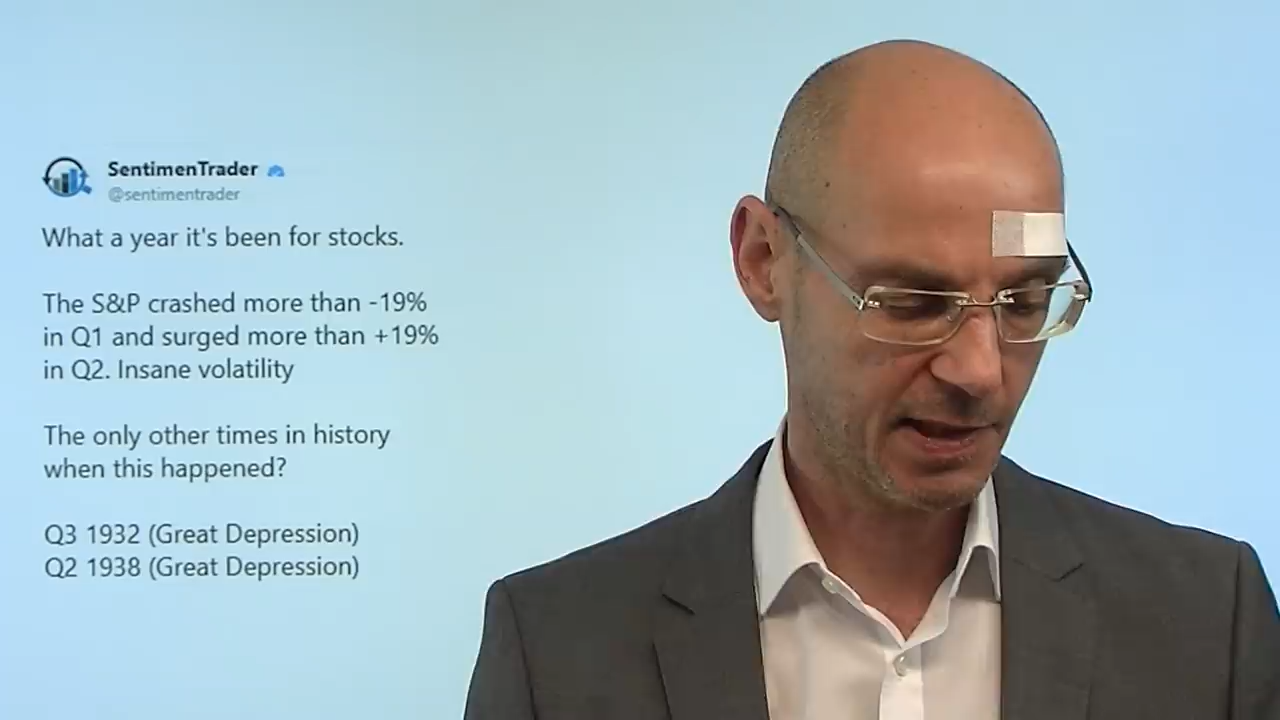 SentimenTrader
@sentimentrader
What a year it's been for stocks.
The S&P crashed more than -19%
in Q1 and surged more than +19%
in Q2. Insane volatility
The only other times in history
when this happened?
Q3 1932 (Great Depression)
Q2 1938 (Great Depression)